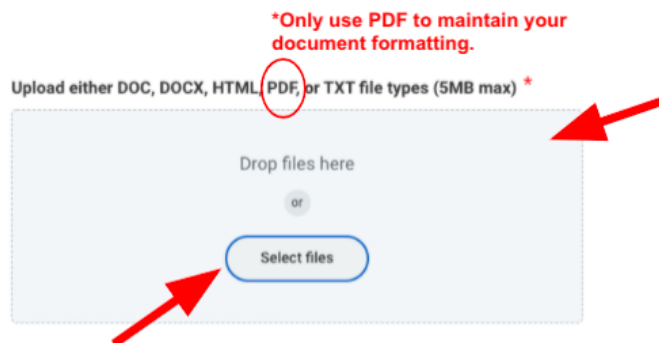 *Only use PDF to maintain your
document formatting.
Upload either DOC, DOCX, HTML, PDF, or TXT file types (5MB max) *
Drop files here
or
Select files